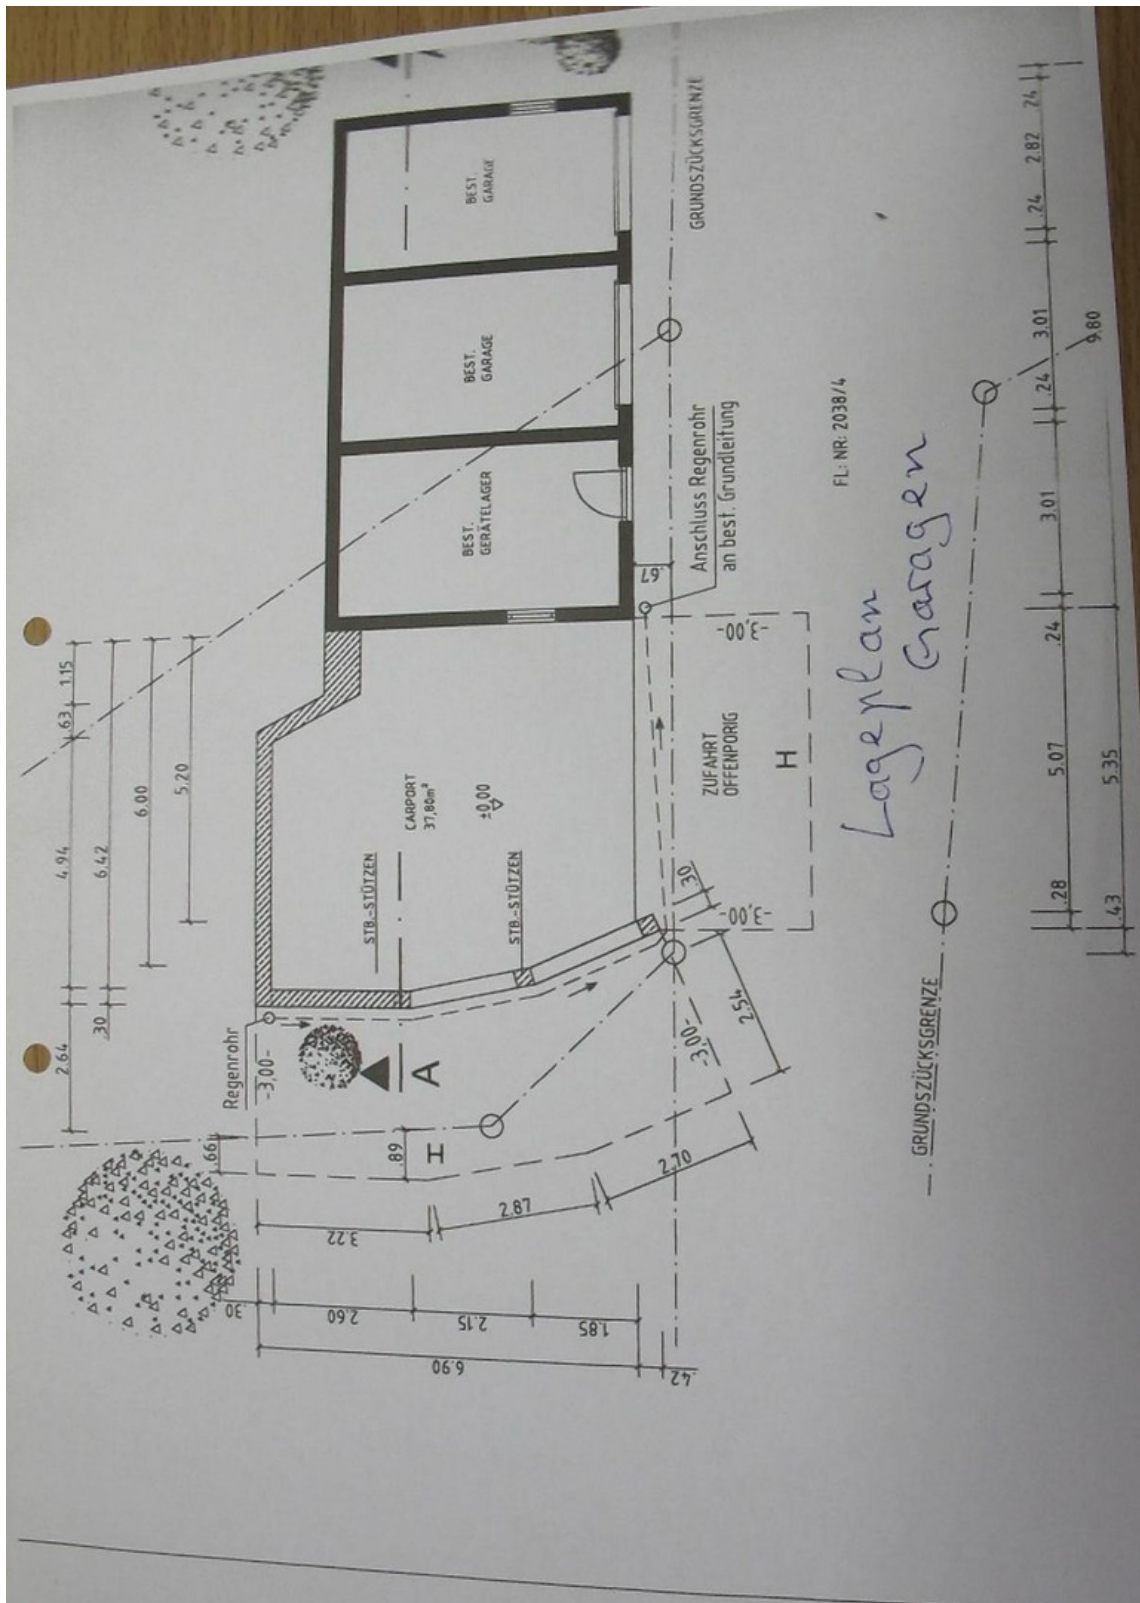 1.15
.63
4.94
2.64
6.42
.30
6.00
5.20
BEST.
GARAGE
BEST.
GARAGE
BEST.
GERÄTELAGER
GRUNDSZÜCKSGRENZE
CARPORT
37,80m²
±0,00
STB.-STÜTZEN
STB.-STÜTZEN
Regenrohr
-3,00-
A
H
.66
.89
3.22
2.87
2.70
2.54
.30
2.60
2.15
1.85
6.90
.42
.67
Anschluss Regenrohr
an best. Grundleitung
-3,00-
-3,00-
-3,00-
.30
ZUFAHRT
OFFENPORIG
H
FL: NR: 2038/4
Lageplan
Garagen
GRUNDSZÜCKSGRENZE
.28
5.07
.24
3.01
.24
3.01
.24
2.82
24
.43
5.35
9.80